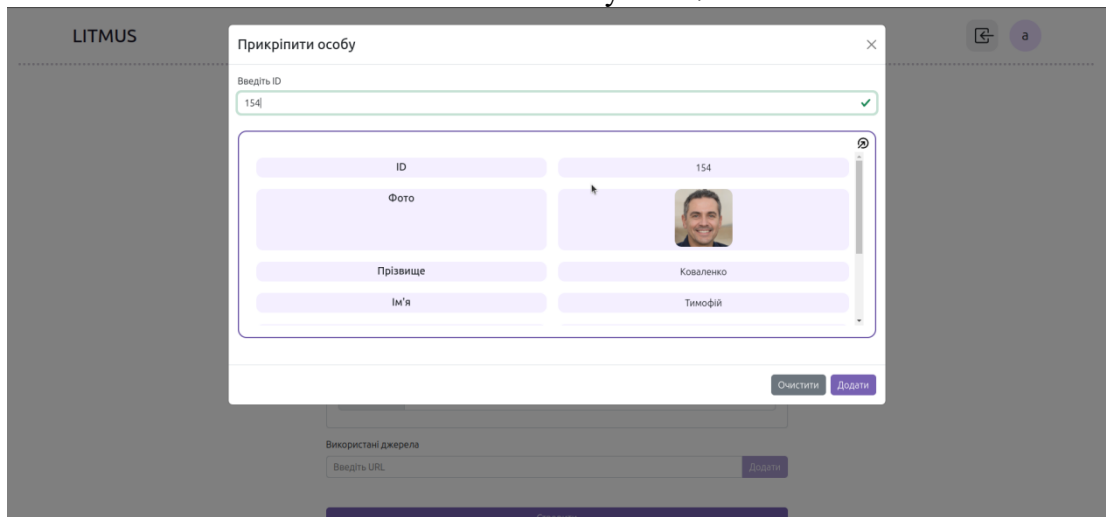 LITMUS
a
Прикріпити особу
Введіть ID
154
ID
154
Фото
Прізвище
Коваленко
Ім'я
Тимофій
Очистити
Додати
Використані джерела
Введіть URL
Додати